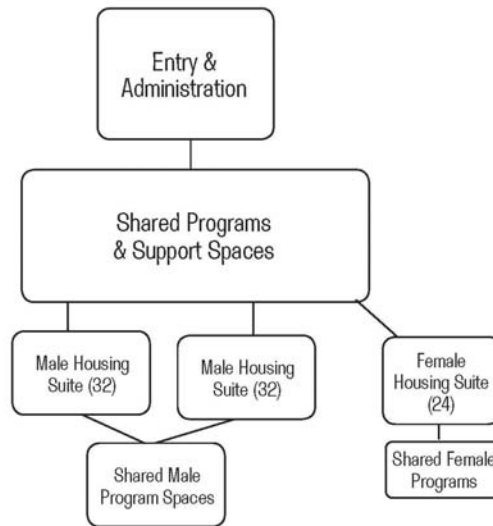 Entry &
Administration
Shared Programs
& Support Spaces
Male Housing
Suite (32)
Male Housing
Suite (32)
Female
Housing Suite
(24)
Shared Male
Program Spaces
Shared Female
Programs